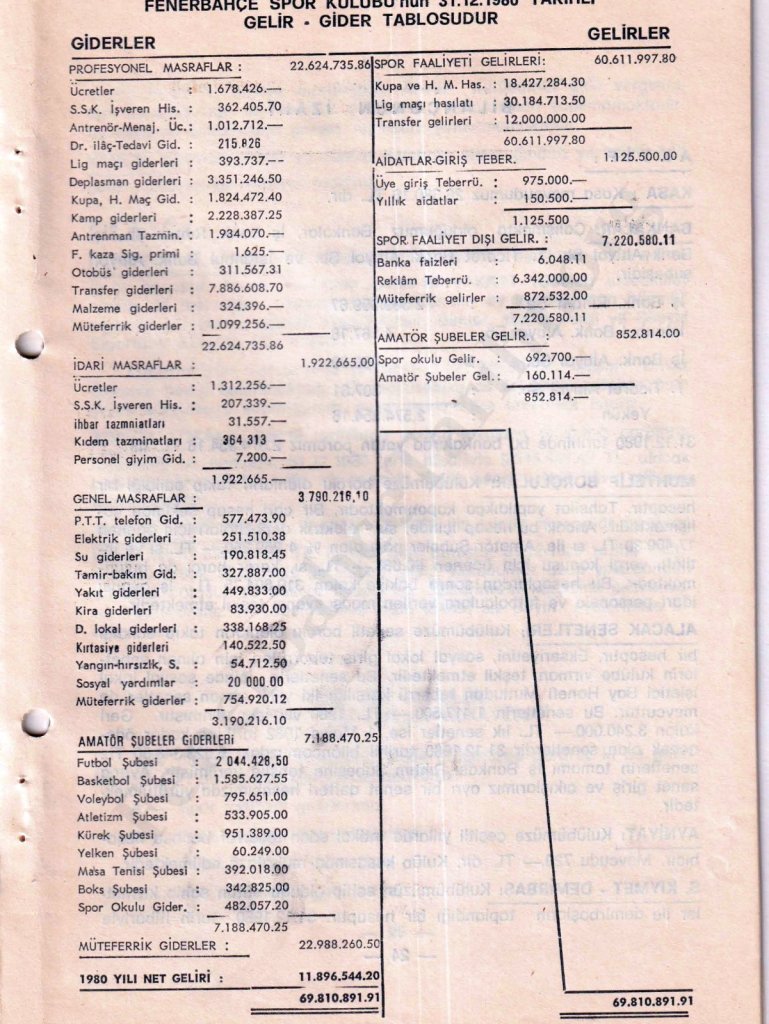 FENERBAHÇE SPOR KULÜBÜ'nün 31.12.1980 TARİHLİ
GELİR - GİDER TABLOSUDUR
GİDERLER
PROFESYONEL MASRAFLAR : 22.624.735.86
Ücretler : 1.678.426.—
S.S.K. İşveren His. : 362.405.70
Antrenör-Menaj. Üc. : 1.012.712.—
Dr. ilâç-Tedavi Gid. : 215.826
Lig maçı giderleri : 393.737.—
Deplasman giderleri : 3.351.246.50
Kupa, H. Maç Gid. : 1.824.472.40
Kamp giderleri : 2.228.387.25
Antrenman Tazmin. : 1.934.070.—
F. kaza Sig. primi : 1.625.—
Otobüs giderleri : 311.567.31
Transfer giderleri : 7.886.608.70
Malzeme giderleri : 324.396.—
Müteferrik giderler : 1.099.256.—
22.624.735.86
İDARİ MASRAFLAR : 1.922.665.00
Ücretler : 1.312.256.—
S.S.K. İşveren His. : 207.339.—
ihbar tazmniatları 31.557.—
Kıdem tazminatları : 364 313
Personel giyim Gid. : 7.200.—
1.922.665.—
GENEL MASRAFLAR : 3.790.216,10
P.T.T. telefon Gid. : 577.473.90
Elektrik giderleri : 251.510.38
Su giderleri : 190.818.45
Tamir-bakım Gid. : 327.887.00
Yakıt giderleri : 449.833.00
Kira giderleri : 83.930.00
D. lokal giderleri : 338.168.25
Kırtasiye giderleri : 140.522.50
Yangın-hırsızlk, S. : 54.712.50
Sosyal yardımlar 20 000.00
Müteferrik giderler : 754.920.12
3.190.216.10
AMATÖR ŞUBELER GİDERLERİ 7.188.470.25
Futbol Şubesi : 2 044.428,50
Basketbol Şubesi : 1.585.627.55
Voleybol Şubesi : 795.651.00
Atletizm Şubesi : 533.905.00
Kürek Şubesi : 951.389.00
Yelken Şubesi : 60.249.00
Masa Tenisi Şubesi : 392.018.00
Boks Şubesi : 342.825.00
Spor Okulu Gider. : 482.057.20
7.188.470.25
MÜTEFERRİK GİDERLER : 22.988.260.50
1980 YILI NET GELİRİ : 11.896.544.20
69.810.891.91
GELİRLER
SPOR FAALİYETİ GELİRLERİ: 60.611.997.80
Kupa ve H. M. Has. : 18.427.284.30
Lig maçı hasılatı : 30.184.713.50
Transfer gelirleri : 12.000.000.00
60.611.997.80
AİDATLAR-GİRİŞ TEBER. 1.125.500.00
Üye giriş Teberrü. : 975.000.—
Yıllık aidatlar : 150.500.—
1.125.500
SPOR FAALİYET DIŞI GELİR. : 7.220,580.11
Banka faizleri : 6.048.11
Reklâm Teberrü. : 6.342.000.00
Müteferrik gelirler : 872.532.00
7.220.580.11
AMATÖR ŞUBELER GELİR. : 852.814.00
Spor okulu Gelir. : 692.700.—
Amatör Şubeler Gel. : 160.114.—
852.814.—
69.810.891.91